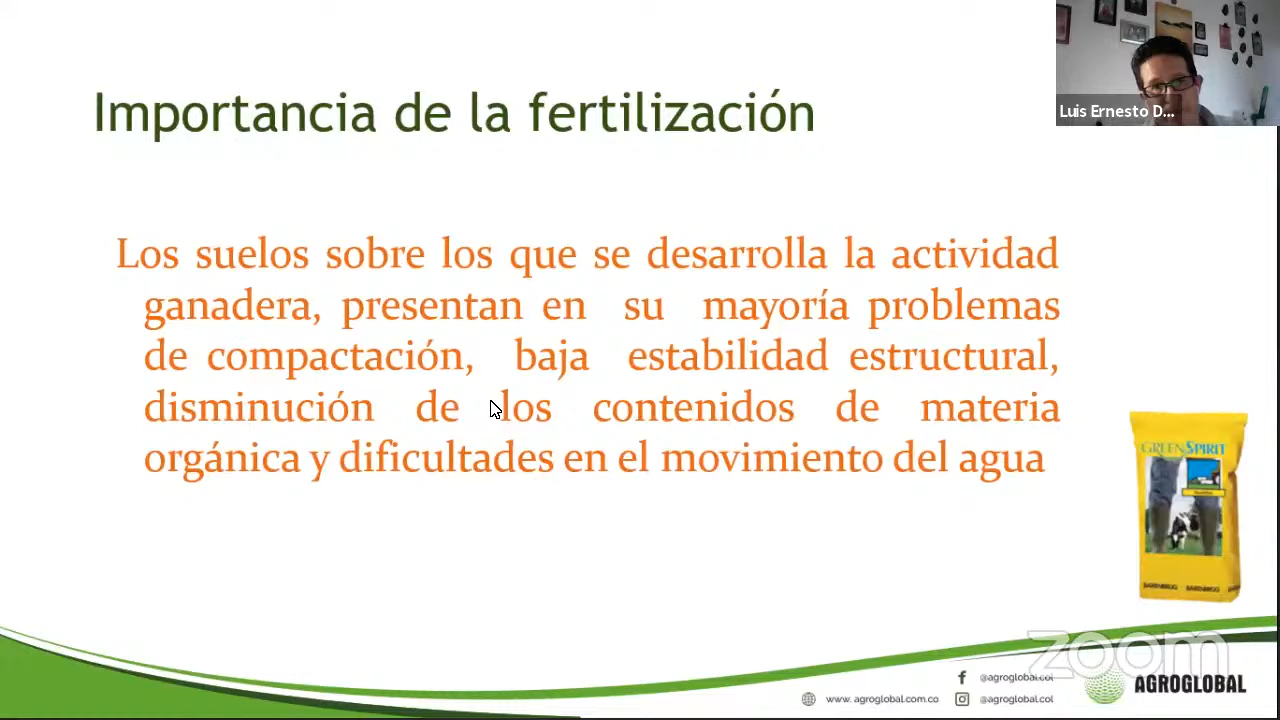 Importancia de la fertilización
Luis Ernesto D...
Los suelos sobre los que se desarrolla la actividad
ganadera, presentan en su mayoría problemas
de compactación, baja estabilidad estructural,
disminución de los contenidos de materia
orgánica y dificultades en el movimiento del agua
GREEN SPIRIT
BARENBRUG BARENBRUG
zoom
@agroglobal.col
www.agroglobal.com.co
@agroglobal.col
AGROGLOBAL